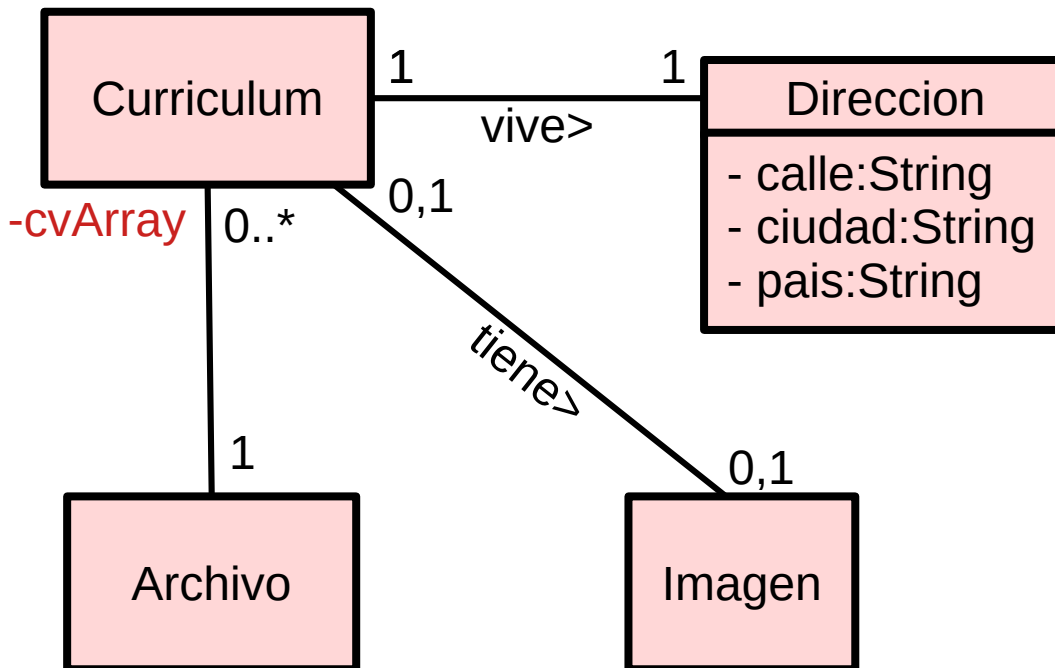 Curriculum
1
1
vive>
Direccion
- calle:String
- ciudad:String
- pais:String
-cvArray
0..*
0,1
tiene>
1
0,1
Archivo
Imagen